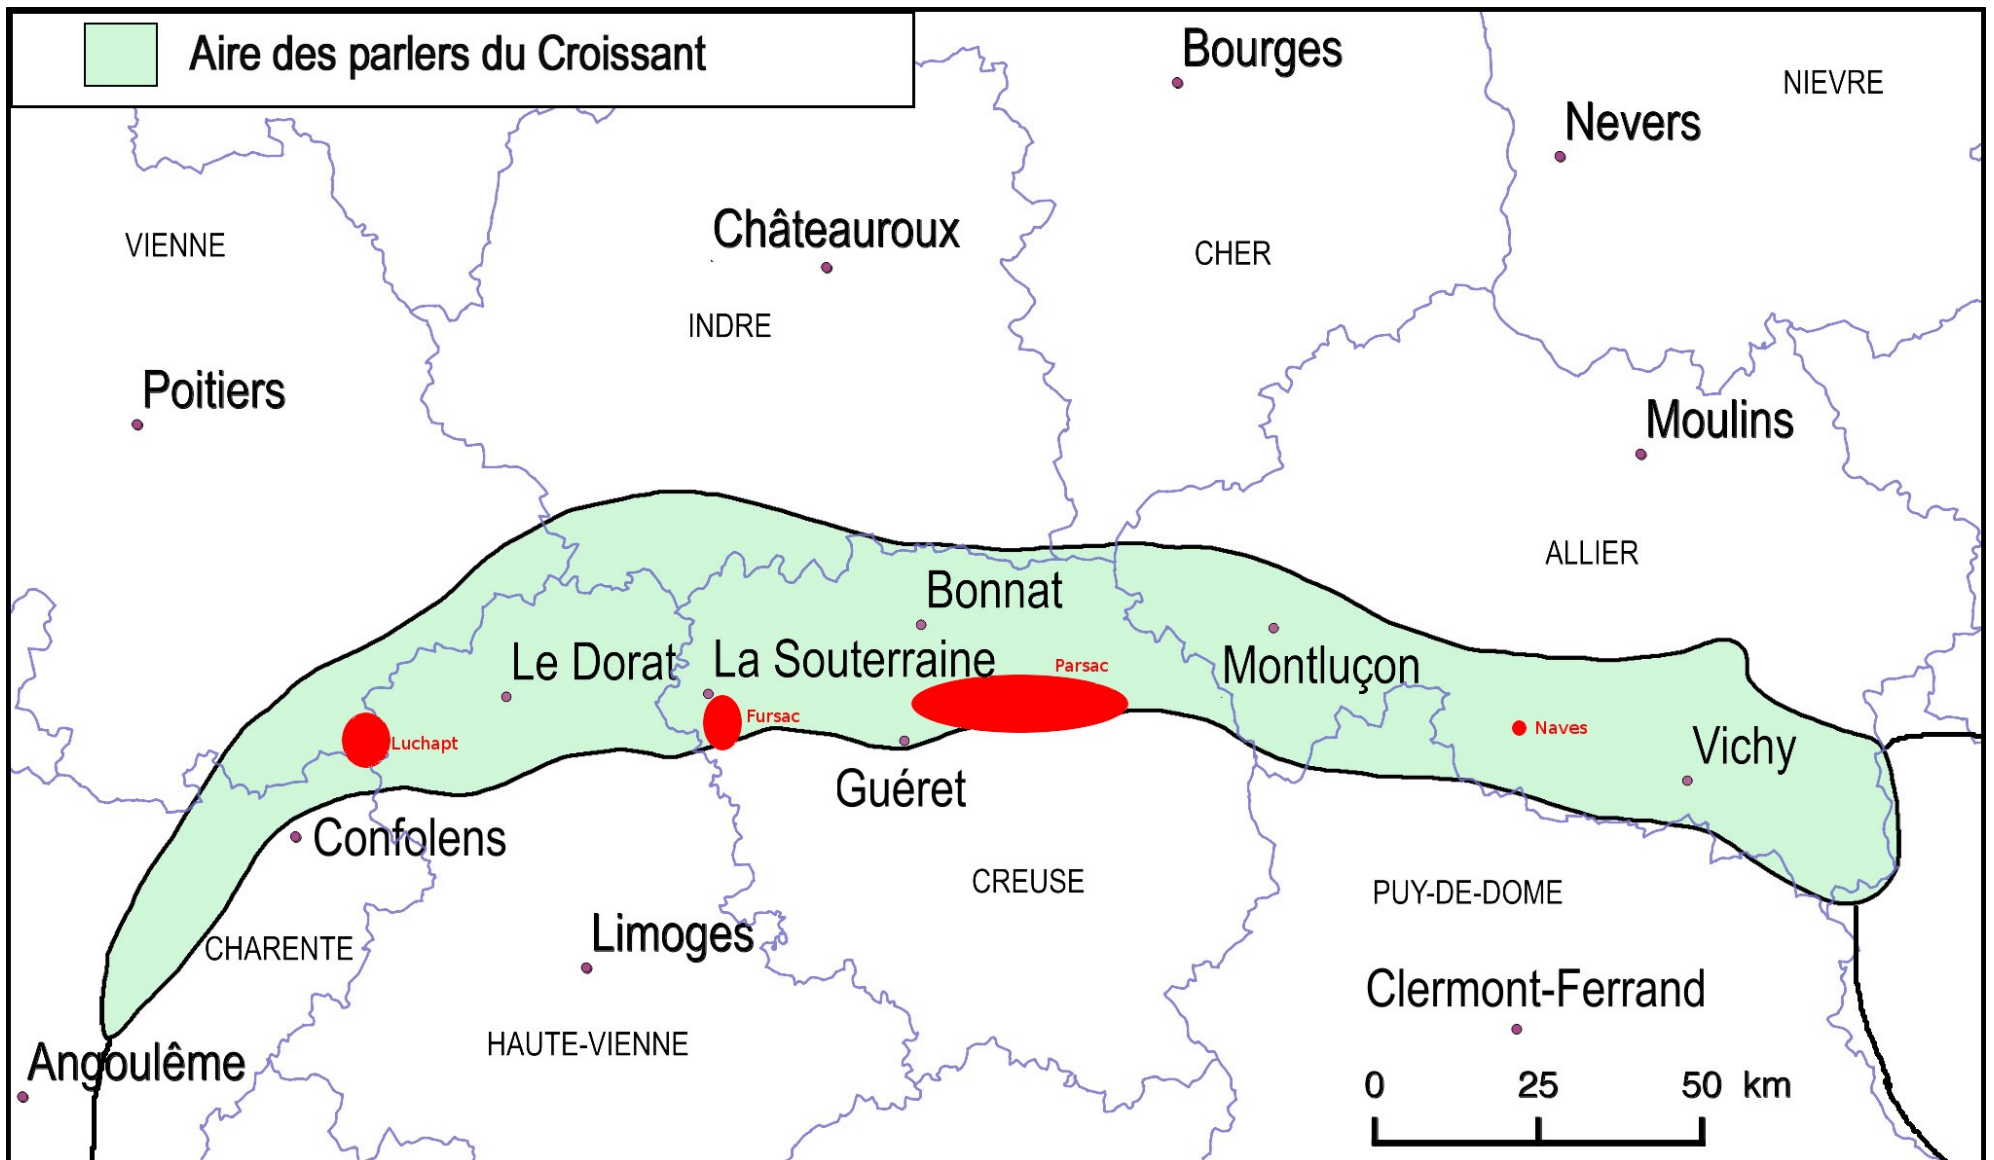 Aire des parlers du Croissant
Bourges
NIEVRE
Nevers
Châteauroux
VIENNE
CHER
INDRE
Poitiers
Moulins
ALLIER
Bonnat
Le Dorat
La Souterraine
Parsac
Montluçon
Fursac
Naves
Luchapt
Vichy
Guéret
Confolens
CREUSE
PUY-DE-DOME
Limoges
CHARENTE
Clermont-Ferrand
HAUTE-VIENNE
Angoulême
0 25 50 km